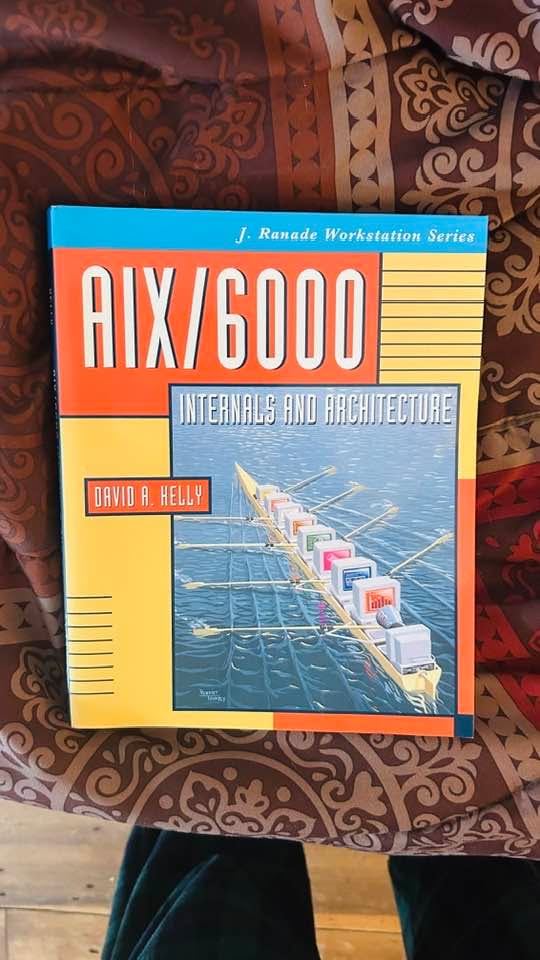 J. Ranade Workstation Series
AIX/6000
INTERNALS AND ARCHITECTURE
DAVID A. KELLY